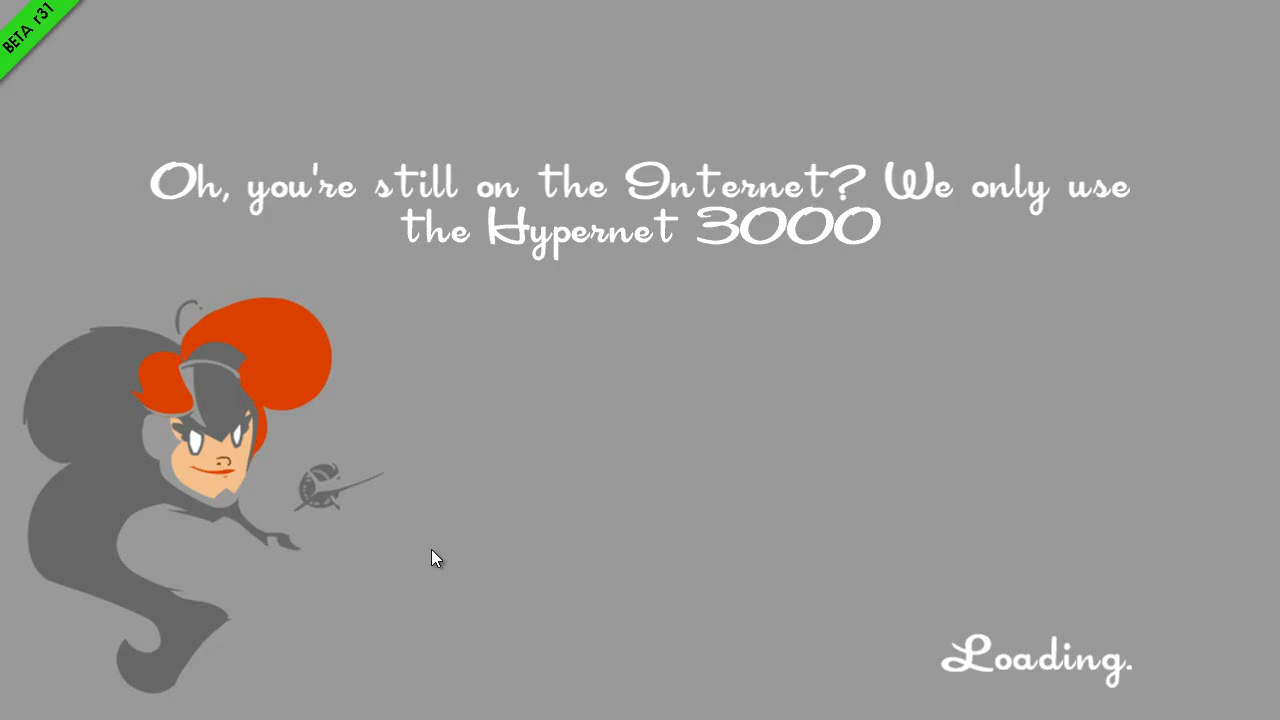 BETA r31
Oh, you're still on the Internet? We only use
the Hypernet 3000
Loading.